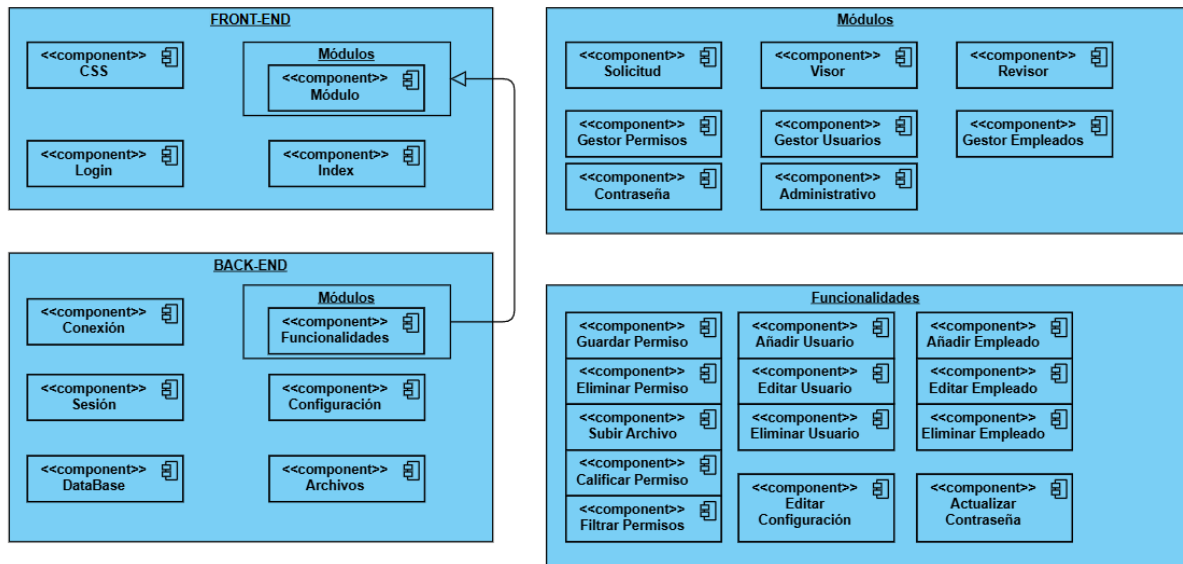 FRONT-END
<<component>>
CSS
Módulos
<<component>>
Módulo
<<component>>
Login
<<component>>
Index
BACK-END
<<component>>
Conexión
Módulos
<<component>>
Funcionalidades
<<component>>
Sesión
<<component>>
Configuración
<<component>>
DataBase
<<component>>
Archivos
Módulos
<<component>>
Solicitud
<<component>>
Visor
<<component>>
Revisor
<<component>>
Gestor Permisos
<<component>>
Gestor Usuarios
<<component>>
Gestor Empleados
<<component>>
Contraseña
<<component>>
Administrativo
Funcionalidades
<<component>>
Guardar Permiso
<<component>>
Añadir Usuario
<<component>>
Añadir Empleado
<<component>>
Eliminar Permiso
<<component>>
Editar Usuario
<<component>>
Editar Empleado
<<component>>
Subir Archivo
<<component>>
Eliminar Usuario
<<component>>
Eliminar Empleado
<<component>>
Calificar Permiso
<<component>>
Filtrar Permisos
<<component>>
Editar
Configuración
<<component>>
Actualizar
Contraseña